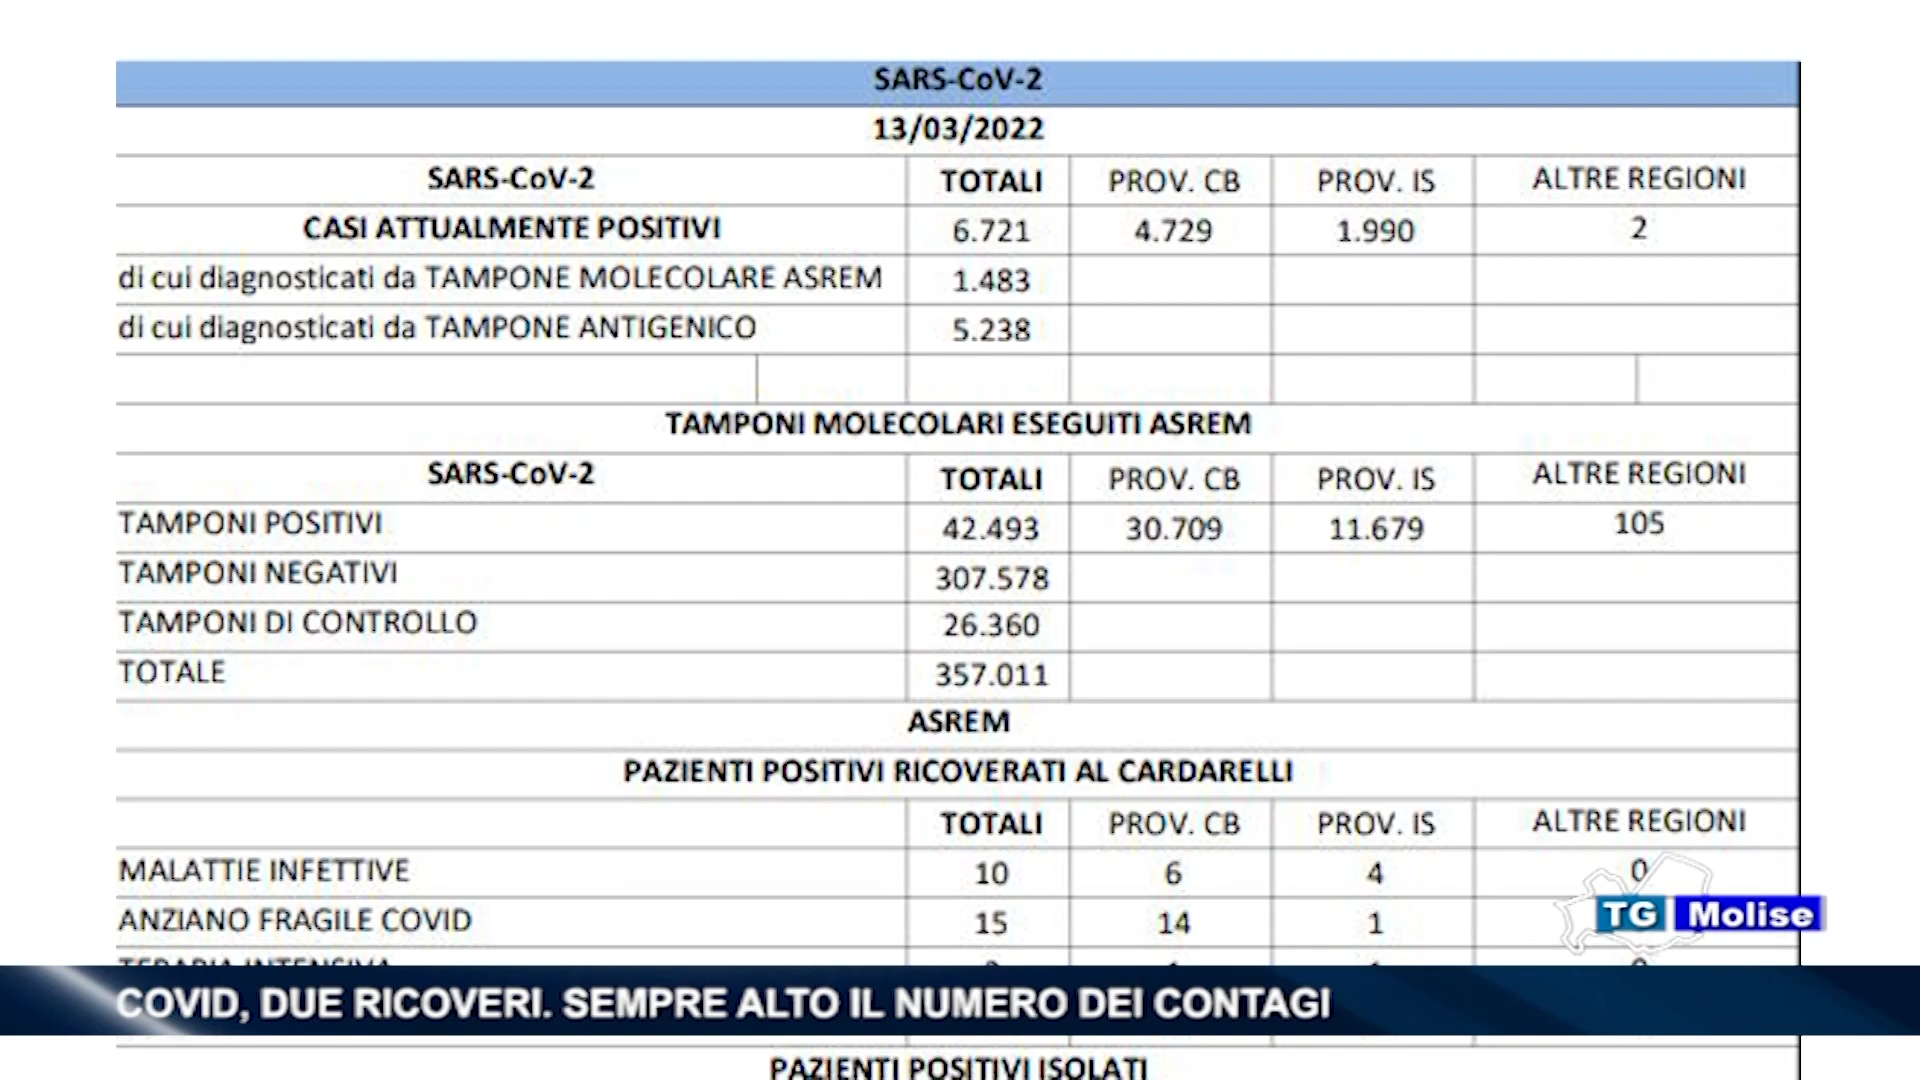 SARS-CoV-2
13/03/2022
SARS-CoV-2 TOTALI PROV. CB PROV. IS ALTRE REGIONI
CASI ATTUALMENTE POSITIVI 6.721 4.729 1.990 2
di cui diagnosticati da TAMPONE MOLECOLARE ASREM 1.483
di cui diagnosticati da TAMPONE ANTIGENICO 5.238
TAMPONI MOLECOLARI ESEGUITI ASREM
SARS-CoV-2 TOTALI PROV. CB PROV. IS ALTRE REGIONI
TAMPONI POSITIVI 42.493 30.709 11.679 105
TAMPONI NEGATIVI 307.578
TAMPONI DI CONTROLLO 26.360
TOTALE 357.011
ASREM
PAZIENTI POSITIVI RICOVERATI AL CARDARELLI
TOTALI PROV. CB PROV. IS ALTRE REGIONI
MALATTIE INFETTIVE 10 6 4 0
ANZIANO FRAGILE COVID 15 14 1
TG Molise
TERAPIA INTENSIVA
COVID, DUE RICOVERI. SEMPRE ALTO IL NUMERO DEI CONTAGI
PAZIENTI POSITIVI ISOLATI